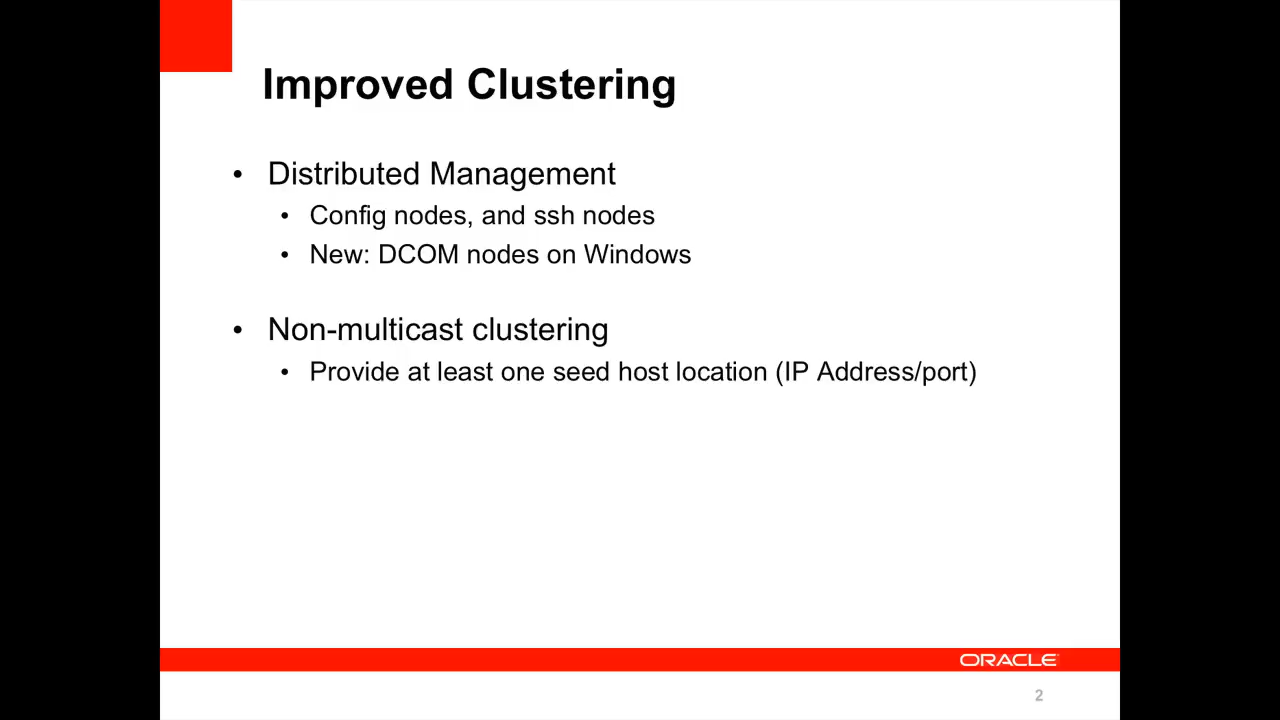 Improved Clustering
• Distributed Management
• Config nodes, and ssh nodes
• New: DCOM nodes on Windows
• Non-multicast clustering
• Provide at least one seed host location (IP Address/port)
ORACLE
2